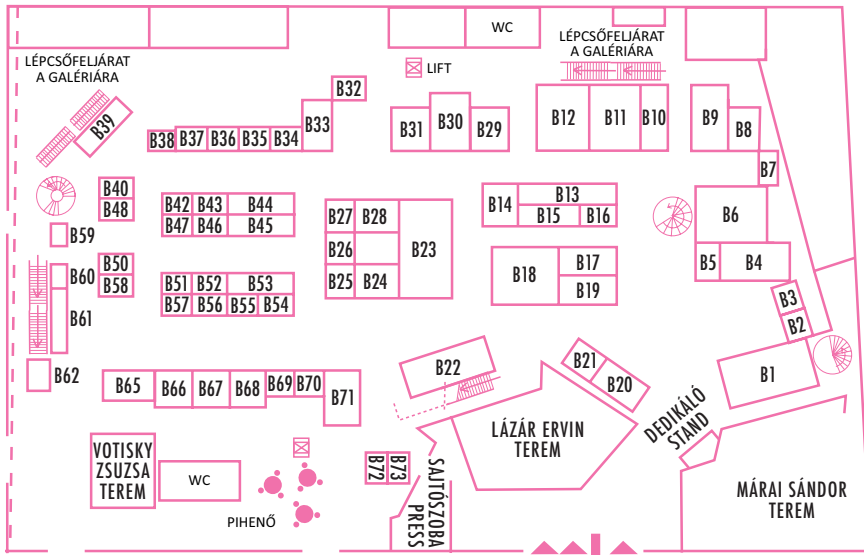 WC
LÉPCSŐFELJÁRAT
A GALÉRIÁRA
LÉPCSŐFELJÁRAT
A GALÉRIÁRA
LIFT
B32
B39
B38
B37
B36
B35
B34
B33
B31
B30
B29
B12
B11
B10
B9
B8
B7
B40
B48
B42
B43
B44
B47
B46
B45
B27
B28
B26
B23
B25
B24
B14
B13
B15
B16
B6
B5
B4
B59
B60
B61
B62
B50
B58
B51
B52
B53
B57
B56
B55
B54
B18
B17
B19
B3
B2
B1
B22
B21
B20
B65
B66
B67
B68
B69
B70
B71
DEDIKÁLÓ
STAND
LÁZÁR ERVIN
TEREM
VOTISKY
ZSUZSA
TEREM
WC
B72
B73
SAJTÓSZOBA
PRESS
MÁRAI SÁNDOR
TEREM
PIHENŐ